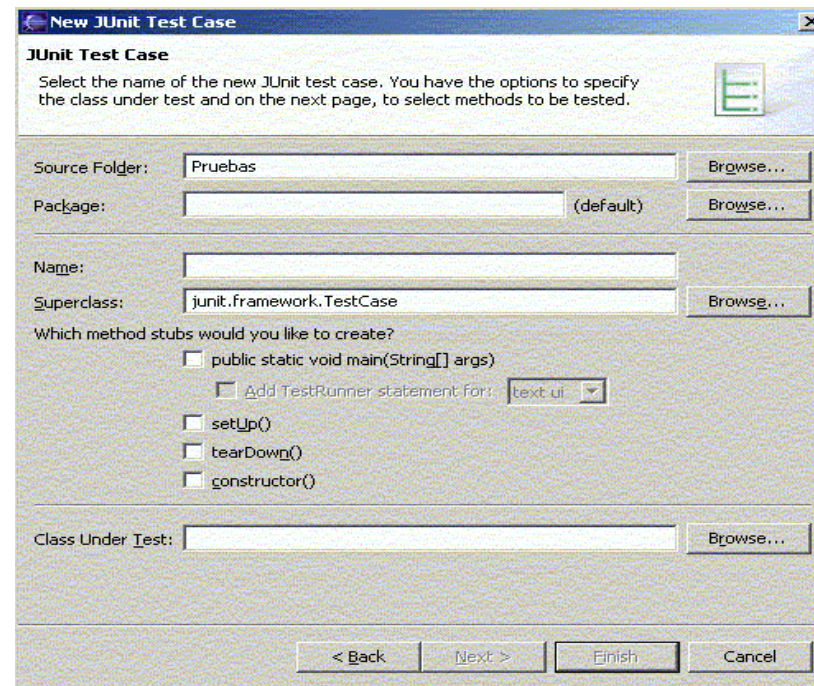 New JUnit Test Case
JUnit Test Case
Select the name of the new JUnit test case. You have the options to specify
the class under test and on the next page, to select methods to be tested.
Source Folder: Pruebas Browse...
Package: (default) Browse...
Name:
Superclass: junit.framework.TestCase Browse...
Which method stubs would you like to create?
public static void main(String[] args)
Add TestRunner statement for: text ui
setUp()
tearDown()
constructor()
Class Under Test: Browse...
< Back Next > Finish Cancel